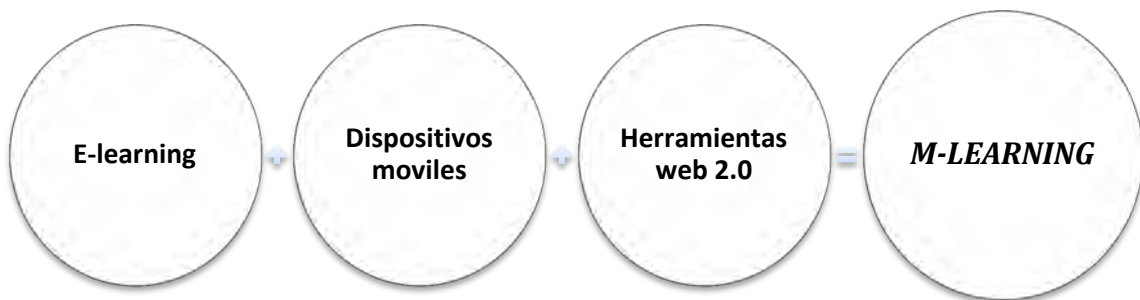 E-learning
Dispositivos
moviles
Herramientas
web 2.0
M-LEARNING